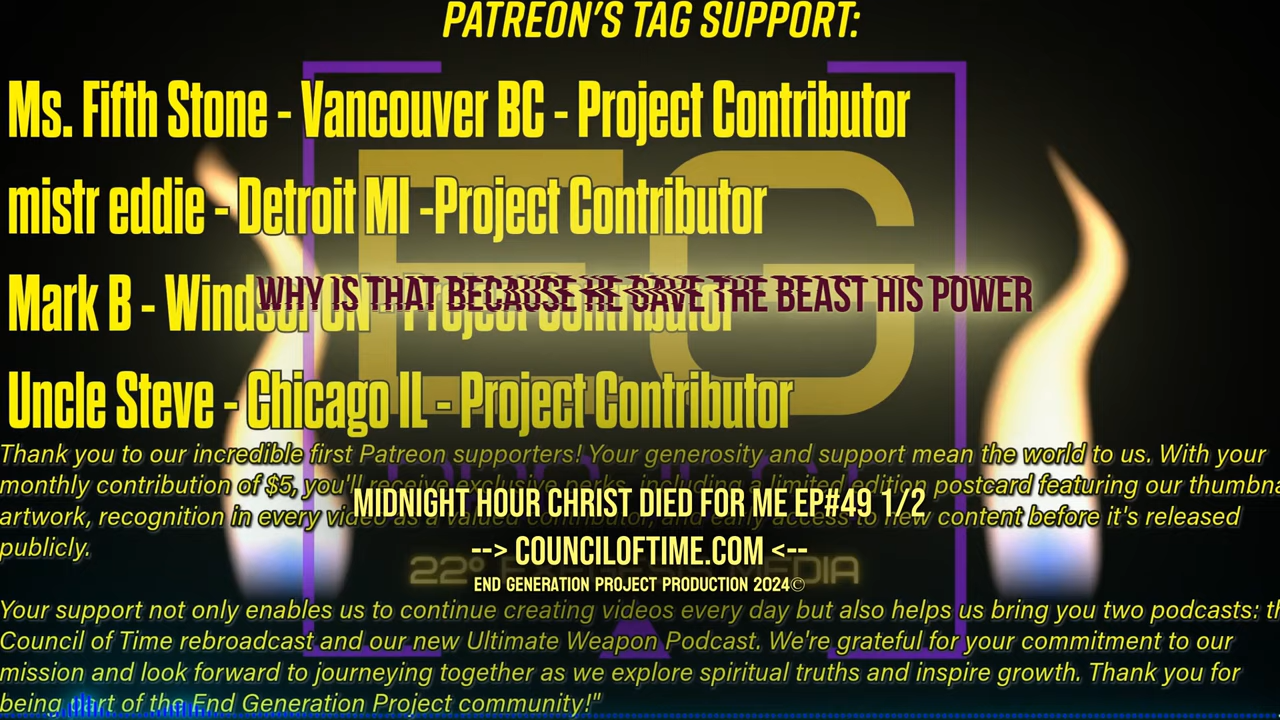 PATREON'S TAG SUPPORT:
Ms. Fifth Stone - Vancouver BC - Project Contributor
mistr eddie - Detroit MI -Project Contributor
Mark B - Windsor ON - Project Contributor
WHY IS THAT BECAUSE HE GAVE THE BEAST HIS POWER
Uncle Steve - Chicago IL - Project Contributor
EG
Thank you to our incredible first Patreon supporters! Your generosity and support mean the world to us. With your
monthly contribution of $5, you'll receive exclusive perks, including a limited edition postcard featuring our thumbna
MIDNIGHT HOUR CHRIST DIED FOR ME EP#49 1/2
artwork, recognition in every video as a valued contributor, and early access to new content before it's released
publicly.
--> COUNCILOFTIME.COM <--
22° MEDIA
END GENERATION PROJECT PRODUCTION 2024©
Your support not only enables us to continue creating videos every day but also helps us bring you two podcasts: th
Council of Time rebroadcast and our new Ultimate Weapon Podcast. We're grateful for your commitment to our
mission and look forward to journeying together as we explore spiritual truths and inspire growth. Thank you for
being part of the End Generation Project community!"